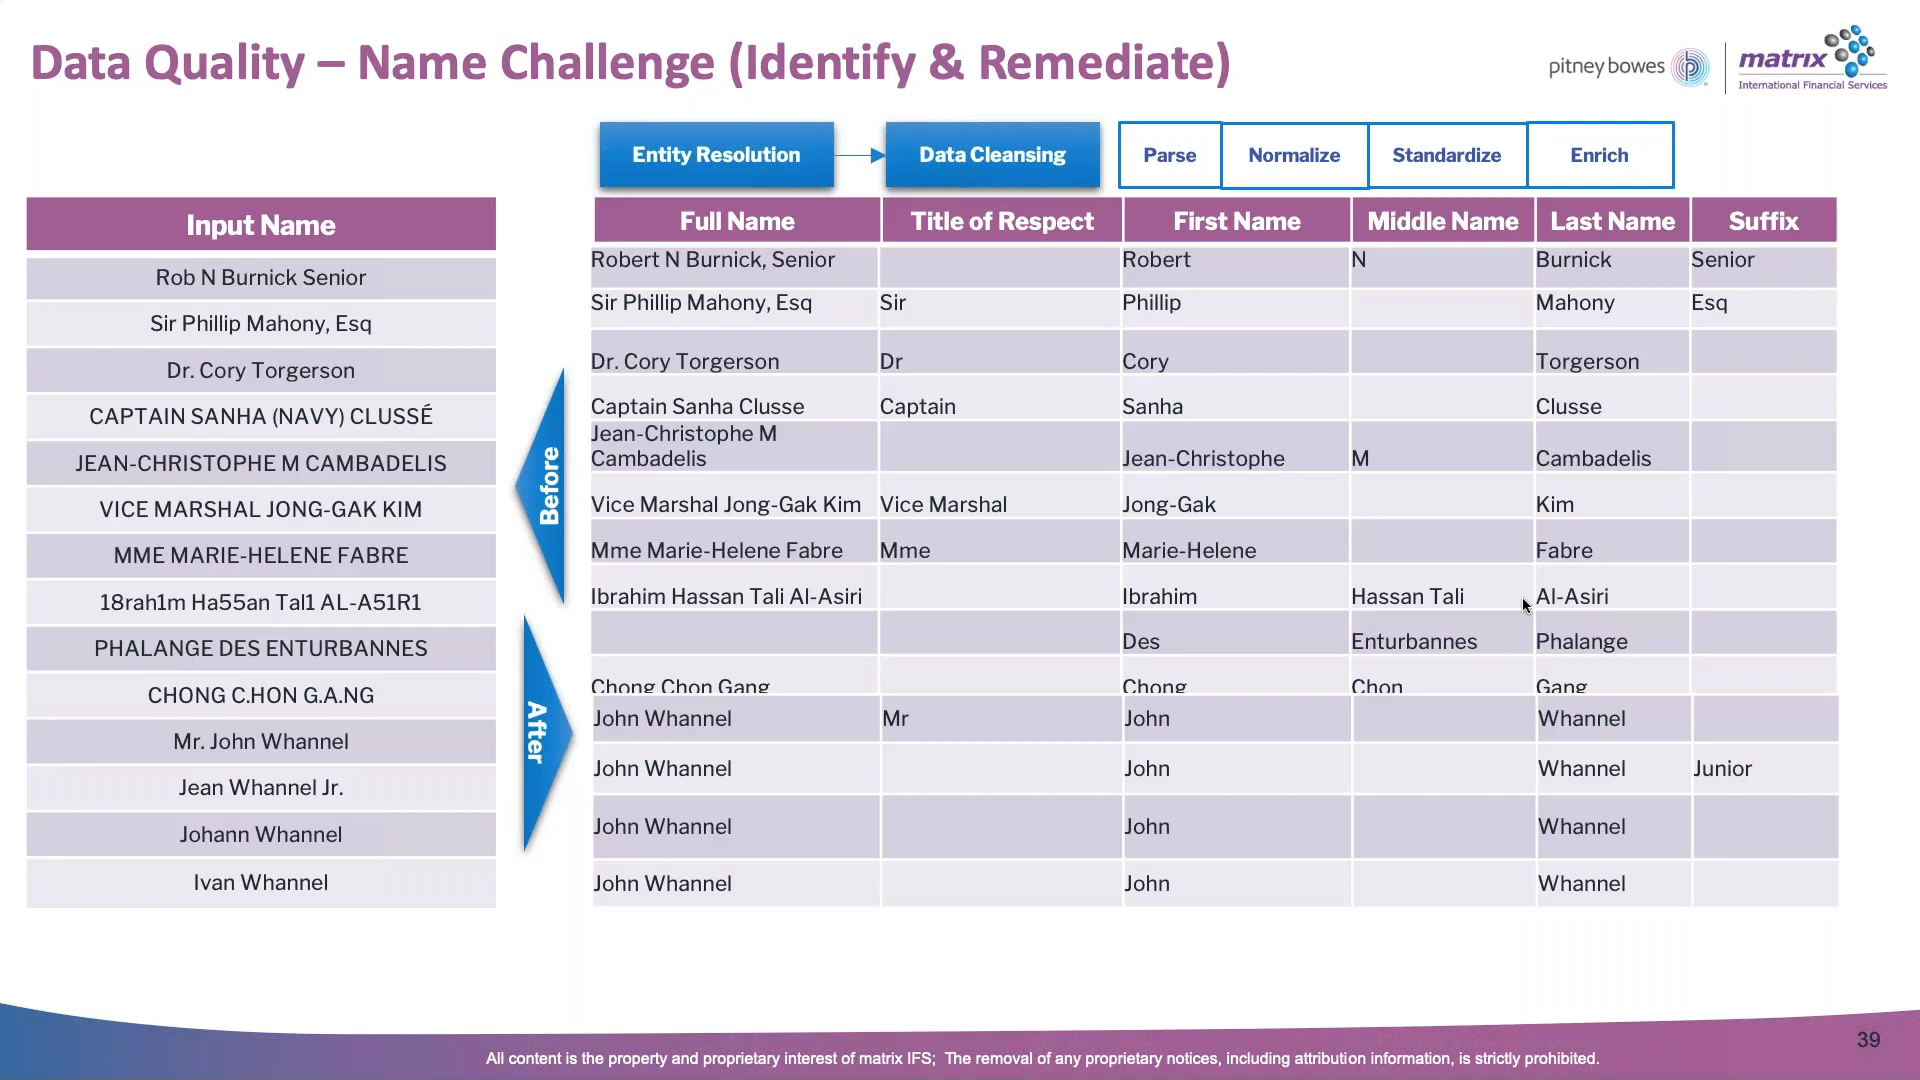 Data Quality – Name Challenge (Identify & Remediate)
pitney bowes
matrix
International Financial Services
Entity Resolution
Data Cleansing
Parse
Normalize
Standardize
Enrich
Input Name
Rob N Burnick Senior
Sir Phillip Mahony, Esq
Dr. Cory Torgerson
CAPTAIN SANHA (NAVY) CLUSSÉ
JEAN-CHRISTOPHE M CAMBADELIS
VICE MARSHAL JONG-GAK KIM
MME MARIE-HELENE FABRE
18rah1m Ha55an Tal1 AL-A51R1
PHALANGE DES ENTURBANNES
CHONG C.HON G.A.NG
Mr. John Whannel
Jean Whannel Jr.
Johann Whannel
Ivan Whannel
Before
After
Full Name Title of Respect First Name Middle Name Last Name Suffix
Robert N Burnick, Senior Robert N Burnick Senior
Sir Phillip Mahony, Esq Sir Phillip Mahony Esq
Dr. Cory Torgerson Dr Cory Torgerson
Captain Sanha Clusse Captain Sanha Clusse
Jean-Christophe M
Cambadelis Jean-Christophe M Cambadelis
Vice Marshal Jong-Gak Kim Vice Marshal Jong-Gak Kim
Mme Marie-Helene Fabre Mme Marie-Helene Fabre
Ibrahim Hassan Tali Al-Asiri Ibrahim Hassan Tali Al-Asiri
Des Enturbannes Phalange
Chong Chon Gang Chong Chon Gang
John Whannel Mr John Whannel
John Whannel John Whannel Junior
John Whannel John Whannel
John Whannel John Whannel
39
All content is the property and proprietary interest of matrix IFS; The removal of any proprietary notices, including attribution information, is strictly prohibited.